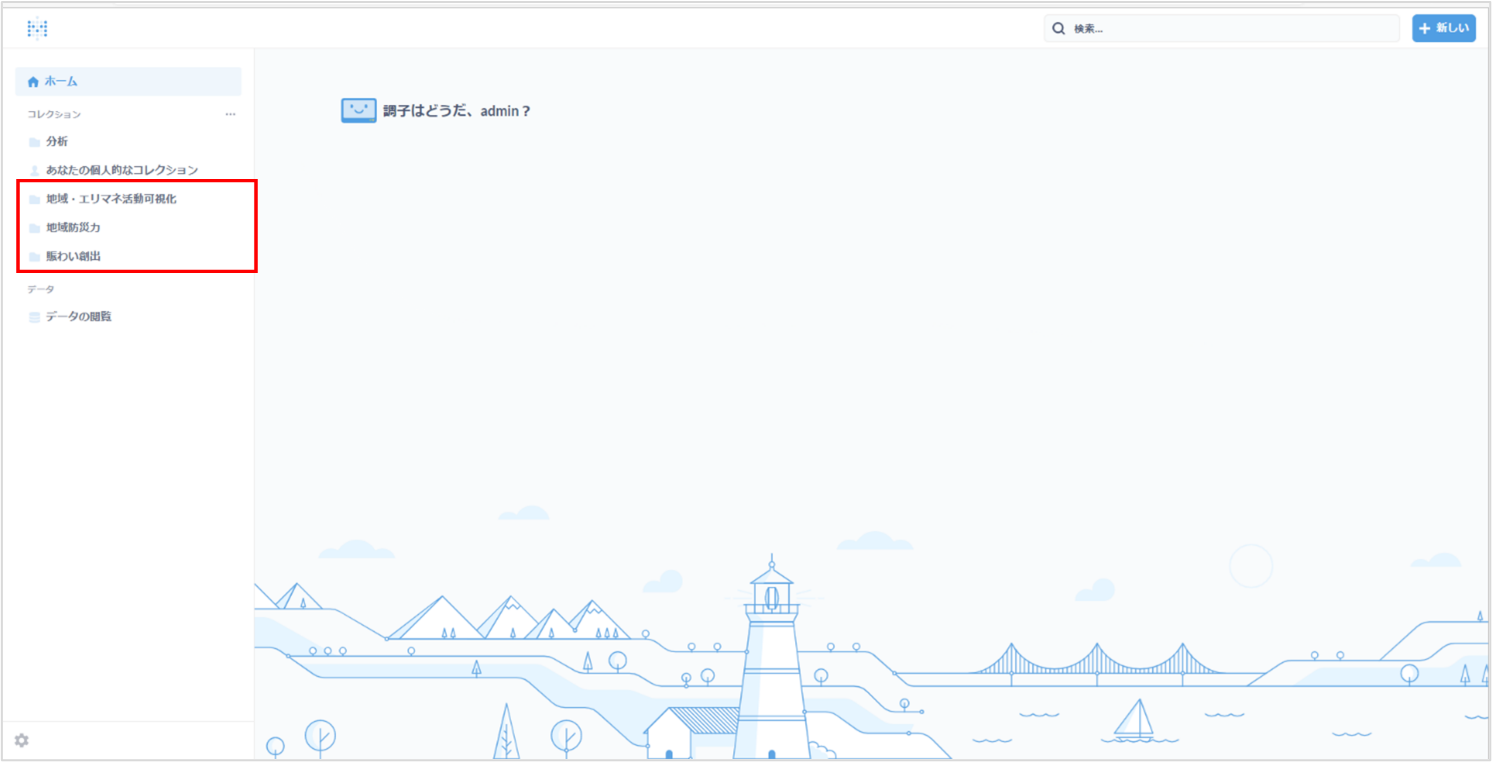 検索...
+ 新しい
ホーム
コレクション
...
分析
あなたの個人的なコレクション
地域・エリマネ活動可視化
地域防災力
賑わい創出
データ
データの閲覧
調子はどうだ、admin？